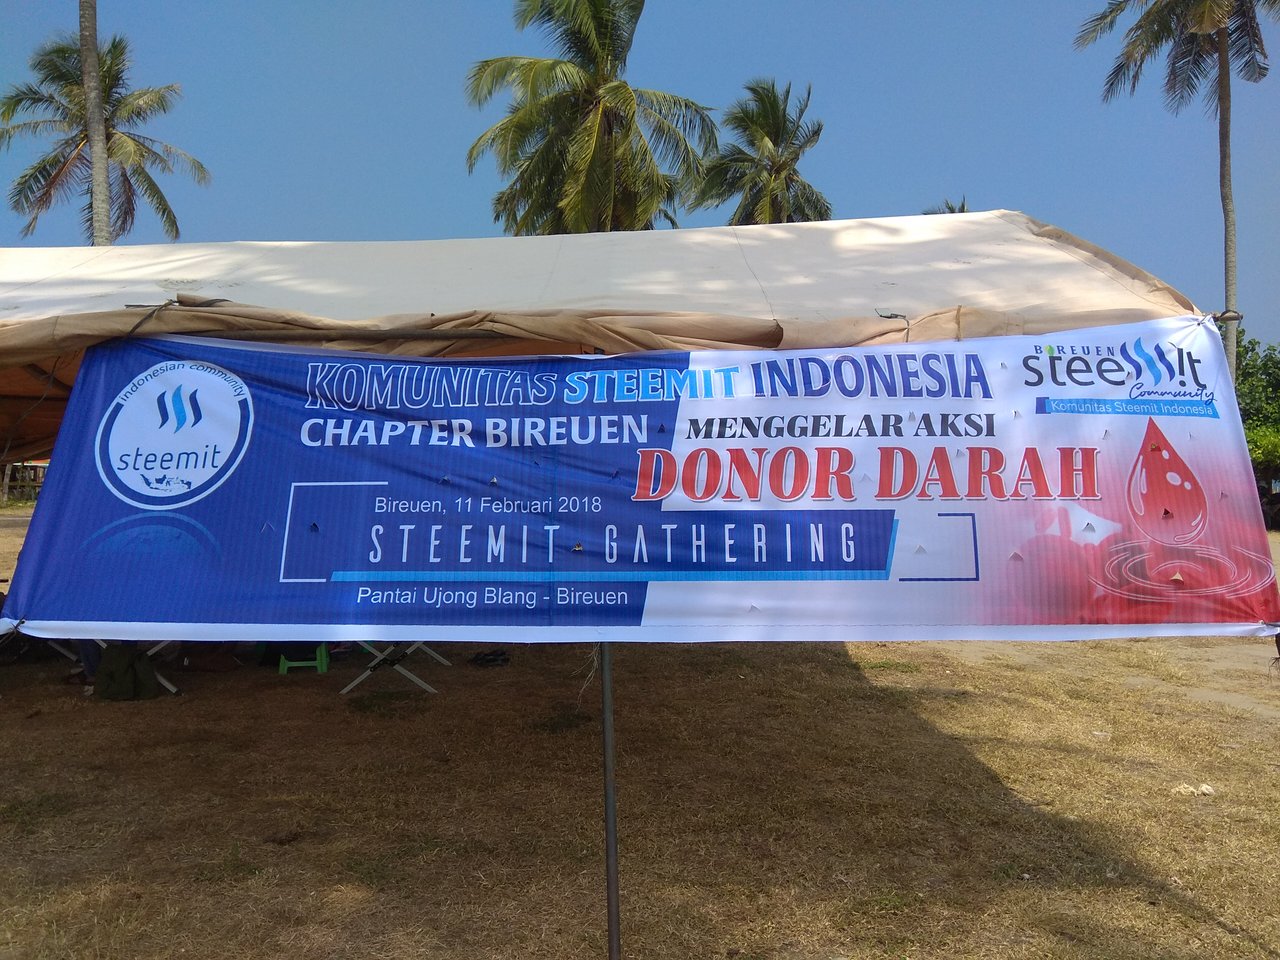 indonesian community
steemit
KOMUNITAS STEEMIT INDONESIA
CHAPTER BIREUEN MENGGELAR AKSI
DONOR DARAH
Bireuen, 11 Februari 2018
STEEMIT GATHERING
Pantai Ujong Blang - Bireuen
BIREUEN
steemit
Community
Komunitas Steemit Indonesia